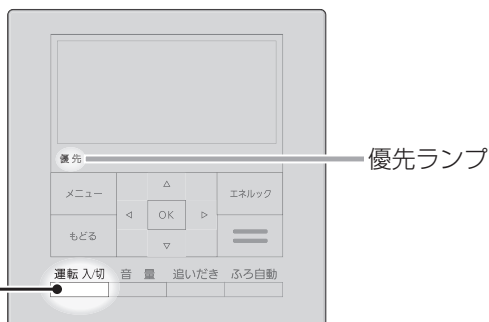 優先
優先ランプ
メニュー
△
エネルック
◁ OK ▷
もどる
▽
運転 入/切 音量 追いだき ふろ自動